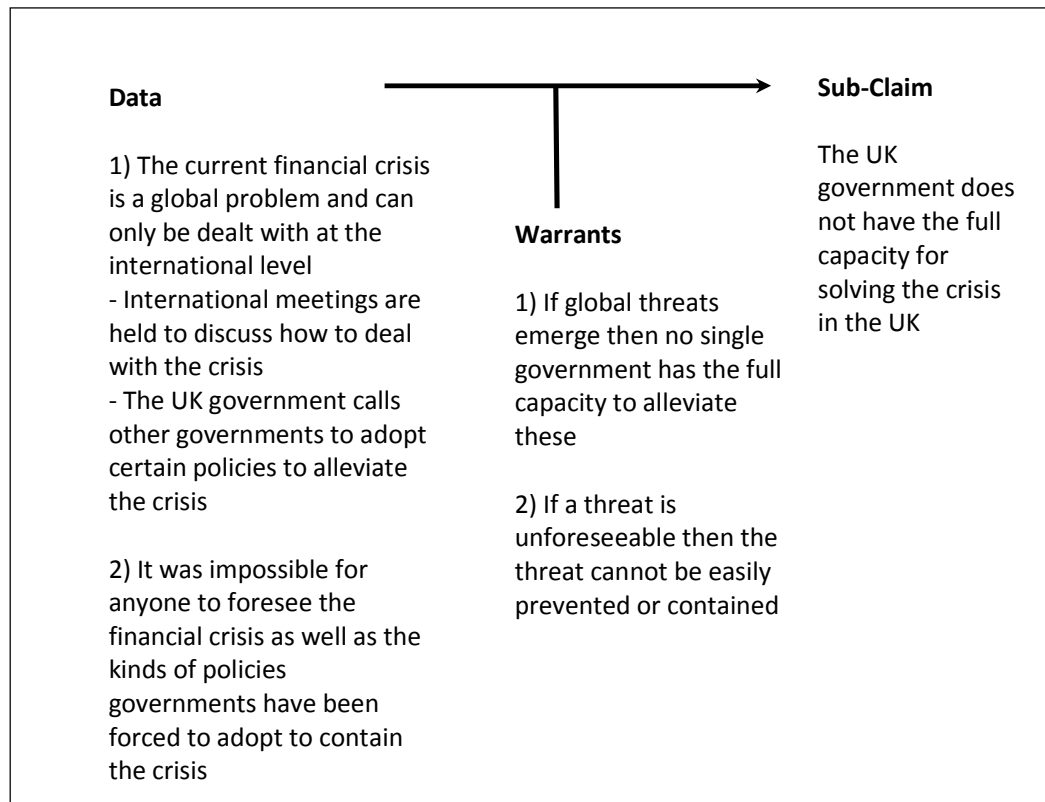 Data
1) The current financial crisis
is a global problem and can
only be dealt with at the
international level
- International meetings are
held to discuss how to deal
with the crisis
- The UK government calls
other governments to adopt
certain policies to alleviate
the crisis
2) It was impossible for
anyone to foresee the
financial crisis as well as the
kinds of policies
governments have been
forced to adopt to contain
the crisis
Warrants
1) If global threats
emerge then no single
government has the full
capacity to alleviate
these
2) If a threat is
unforeseeable then the
threat cannot be easily
prevented or contained
Sub-Claim
The UK
government does
not have the full
capacity for
solving the crisis
in the UK